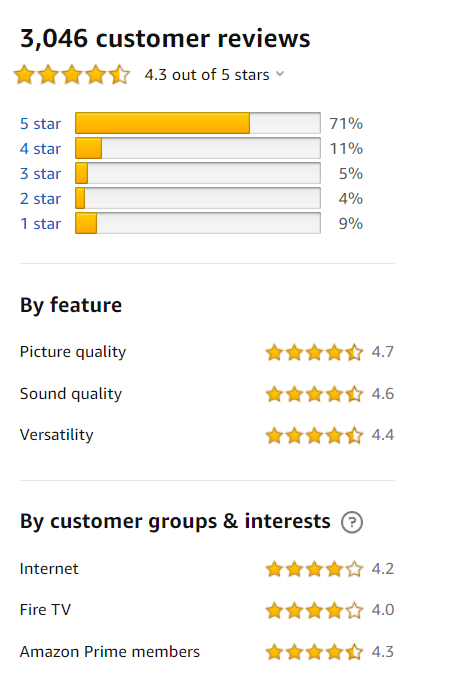 3,046 customer reviews
4.3 out of 5 stars
5 star 71%
4 star 11%
3 star 5%
2 star 4%
1 star 9%
By feature
Picture quality 4.7
Sound quality 4.6
Versatility 4.4
By customer groups & interests ?
Internet 4.2
Fire TV 4.0
Amazon Prime members 4.3